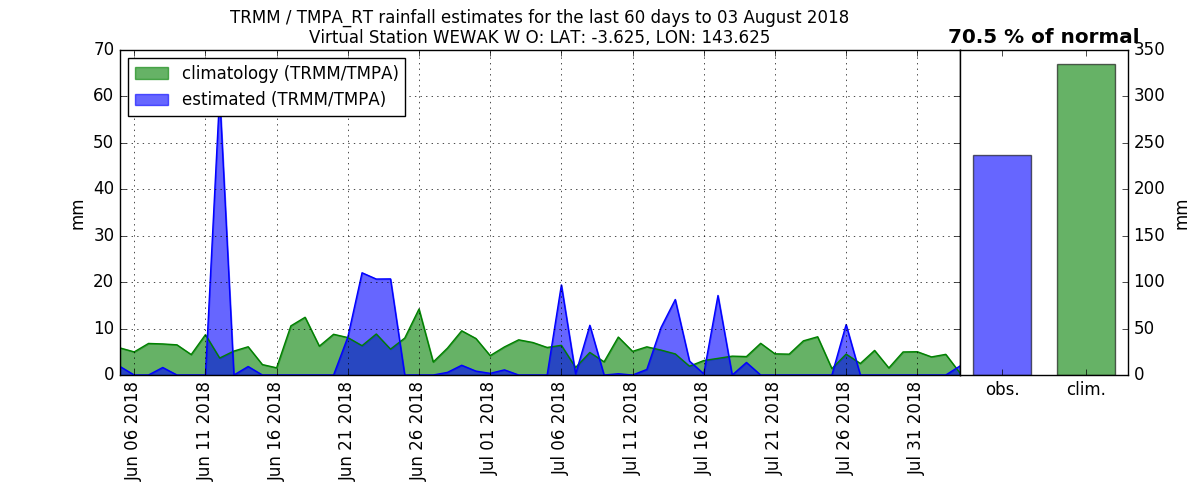 TRMM / TMPA_RT rainfall estimates for the last 60 days to 03 August 2018
Virtual Station WEWAK W O: LAT: -3.625, LON: 143.625
70.5 % of normal
climatology (TRMM/TMPA)
estimated (TRMM/TMPA)
70
60
50
40
30
20
10
0
mm
Jun 06 2018
Jun 11 2018
Jun 16 2018
Jun 21 2018
Jun 26 2018
Jul 01 2018
Jul 06 2018
Jul 11 2018
Jul 16 2018
Jul 21 2018
Jul 26 2018
Jul 31 2018
obs.
clim.
350
300
250
200
150
100
50
0
mm